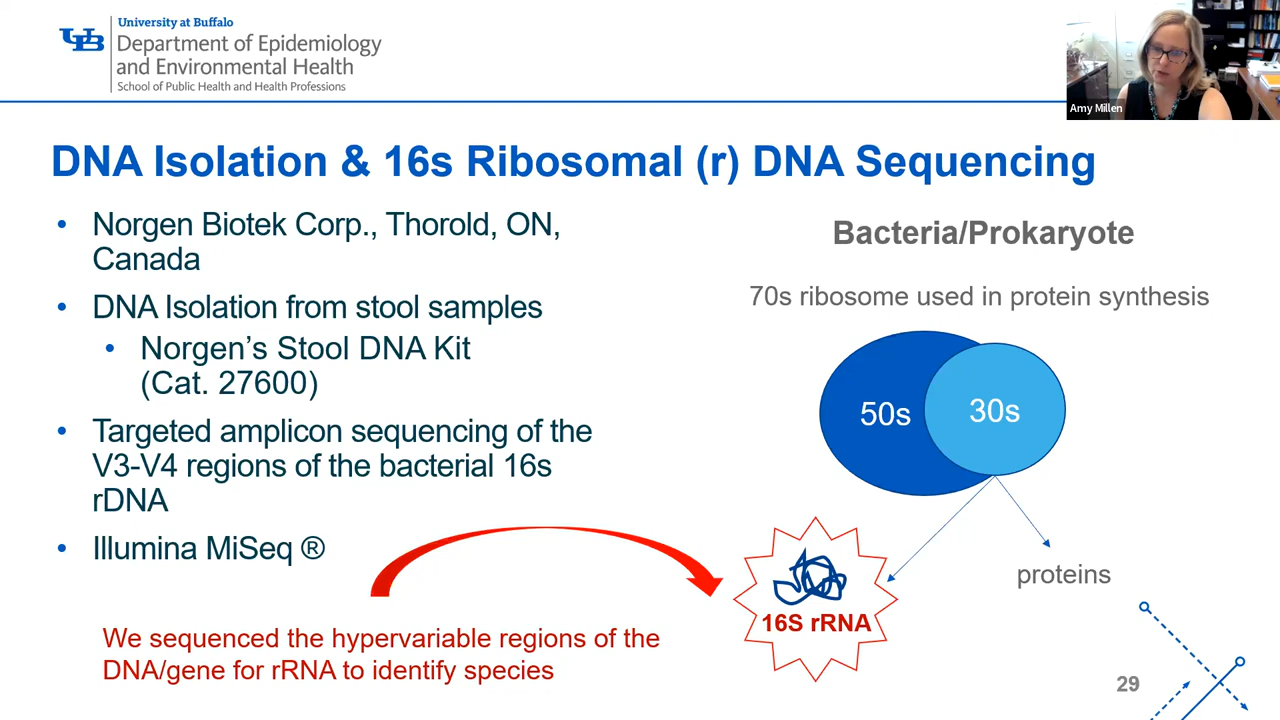 University at Buffalo
UB
Department of Epidemiology
and Environmental Health
School of Public Health and Health Professions
Amy Millen
DNA Isolation & 16s Ribosomal (r) DNA Sequencing
• Norgen Biotek Corp., Thorold, ON,
Canada
• DNA Isolation from stool samples
• Norgen’s Stool DNA Kit
(Cat. 27600)
• Targeted amplicon sequencing of the
V3-V4 regions of the bacterial 16s
rDNA
• Illumina MiSeq ®
We sequenced the hypervariable regions of the
DNA/gene for rRNA to identify species
Bacteria/Prokaryote
70s ribosome used in protein synthesis
50s
30s
16S rRNA
proteins
29